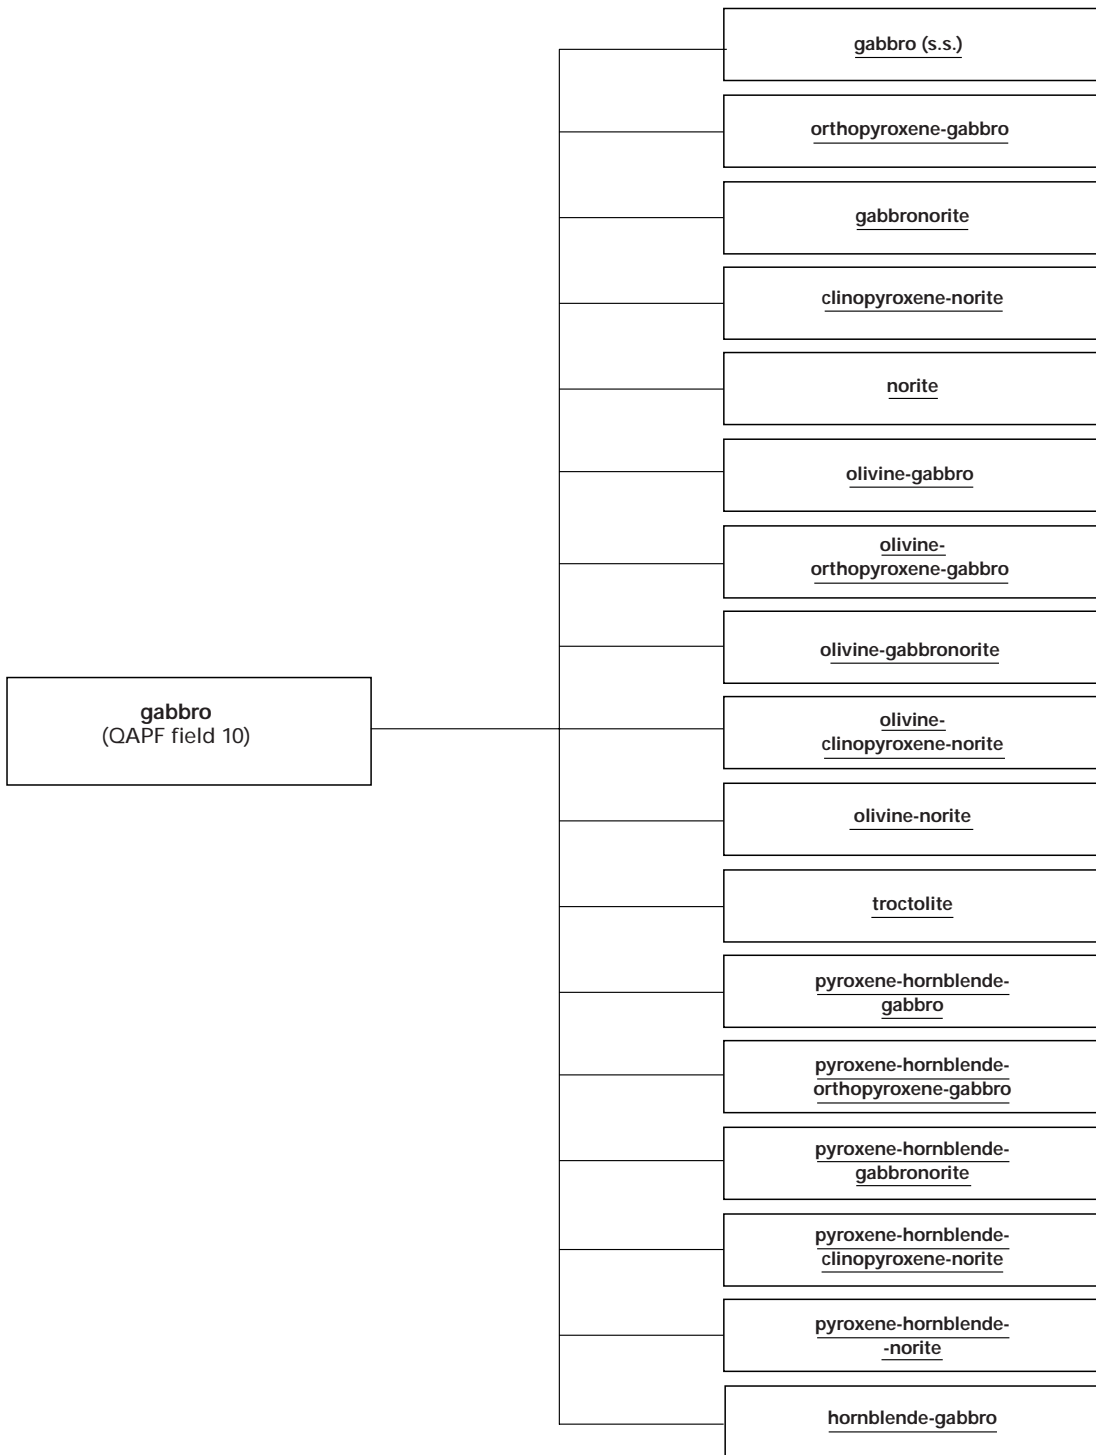 gabbro (s.s.)
orthopyroxene-gabbro
gabbronorite
clinopyroxene-norite
norite
olivine-gabbro
olivine-
orthopyroxene-gabbro
olivine-gabbronorite
gabbro
(QAPF field 10)
olivine-
clinopyroxene-norite
olivine-norite
troctolite
pyroxene-hornblende-
gabbro
pyroxene-hornblende-
orthopyroxene-gabbro
pyroxene-hornblende-
gabbronorite
pyroxene-hornblende-
clinopyroxene-norite
pyroxene-hornblende-
-norite
hornblende-gabbro